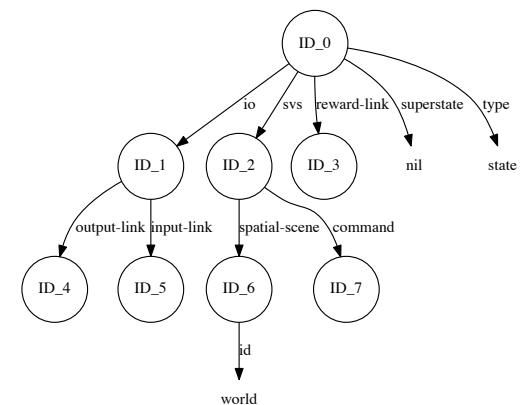 ID_0
io
svs
reward-link
superstate
type
ID_1
ID_2
ID_3
nil
state
output-link
input-link
spatial-scene
command
ID_4
ID_5
ID_6
ID_7
id
world